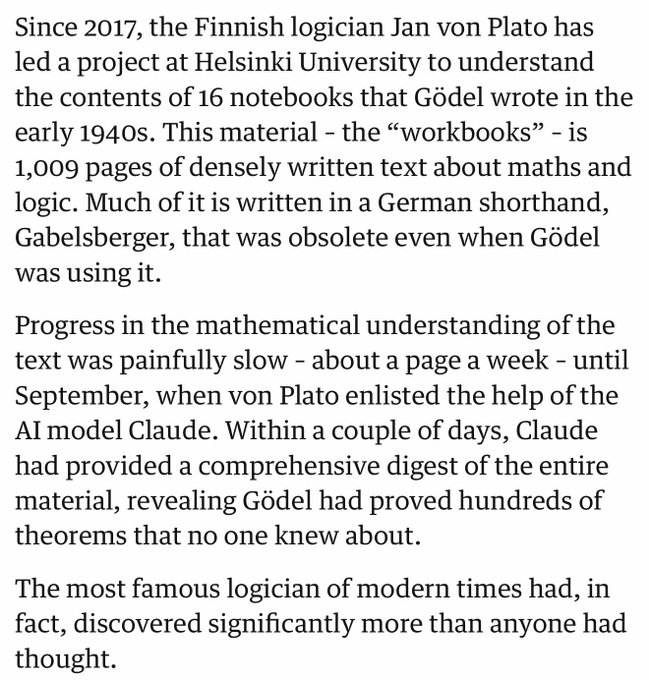 Since 2017, the Finnish logician Jan von Plato has
led a project at Helsinki University to understand
the contents of 16 notebooks that Gödel wrote in the
early 1940s. This material – the “workbooks” – is
1,009 pages of densely written text about maths and
logic. Much of it is written in a German shorthand,
Gabelsberger, that was obsolete even when Gödel
was using it.
Progress in the mathematical understanding of the
text was painfully slow – about a page a week – until
September, when von Plato enlisted the help of the
AI model Claude. Within a couple of days, Claude
had provided a comprehensive digest of the entire
material, revealing Gödel had proved hundreds of
theorems that no one knew about.
The most famous logician of modern times had, in
fact, discovered significantly more than anyone had
thought.